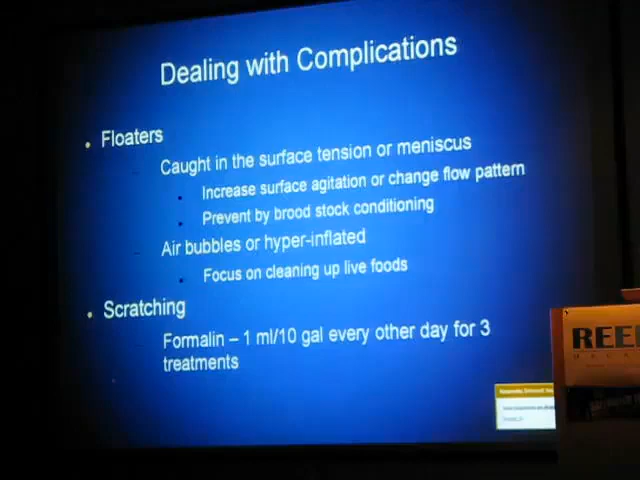 Dealing with Complications
• Floaters
– Caught in the surface tension or meniscus
• Increase surface agitation or change flow pattern
• Prevent by brood stock conditioning
– Air bubbles or hyper-inflated
• Focus on cleaning up live foods
• Scratching
Formalin – 1 ml/10 gal every other day for 3
treatments
REE